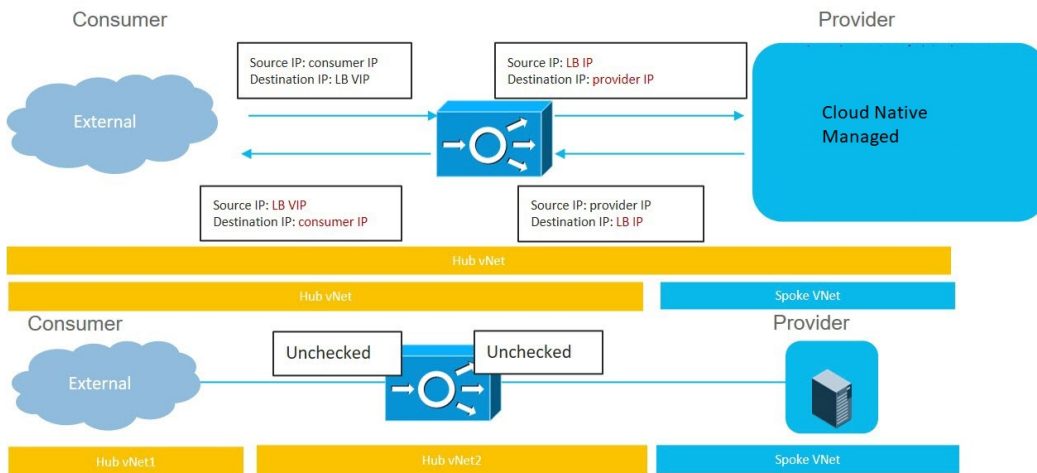 Consumer
Provider
Source IP: consumer IP
Destination IP: LB VIP
Source IP: LB IP
Destination IP: provider IP
External
Cloud Native
Managed
Source IP: LB VIP
Destination IP: consumer IP
Source IP: provider IP
Destination IP: LB IP
Hub vNet
Hub vNet
Spoke VNet
Consumer
Provider
Unchecked
Unchecked
External
Hub vNet1
Hub vNet2
Spoke VNet